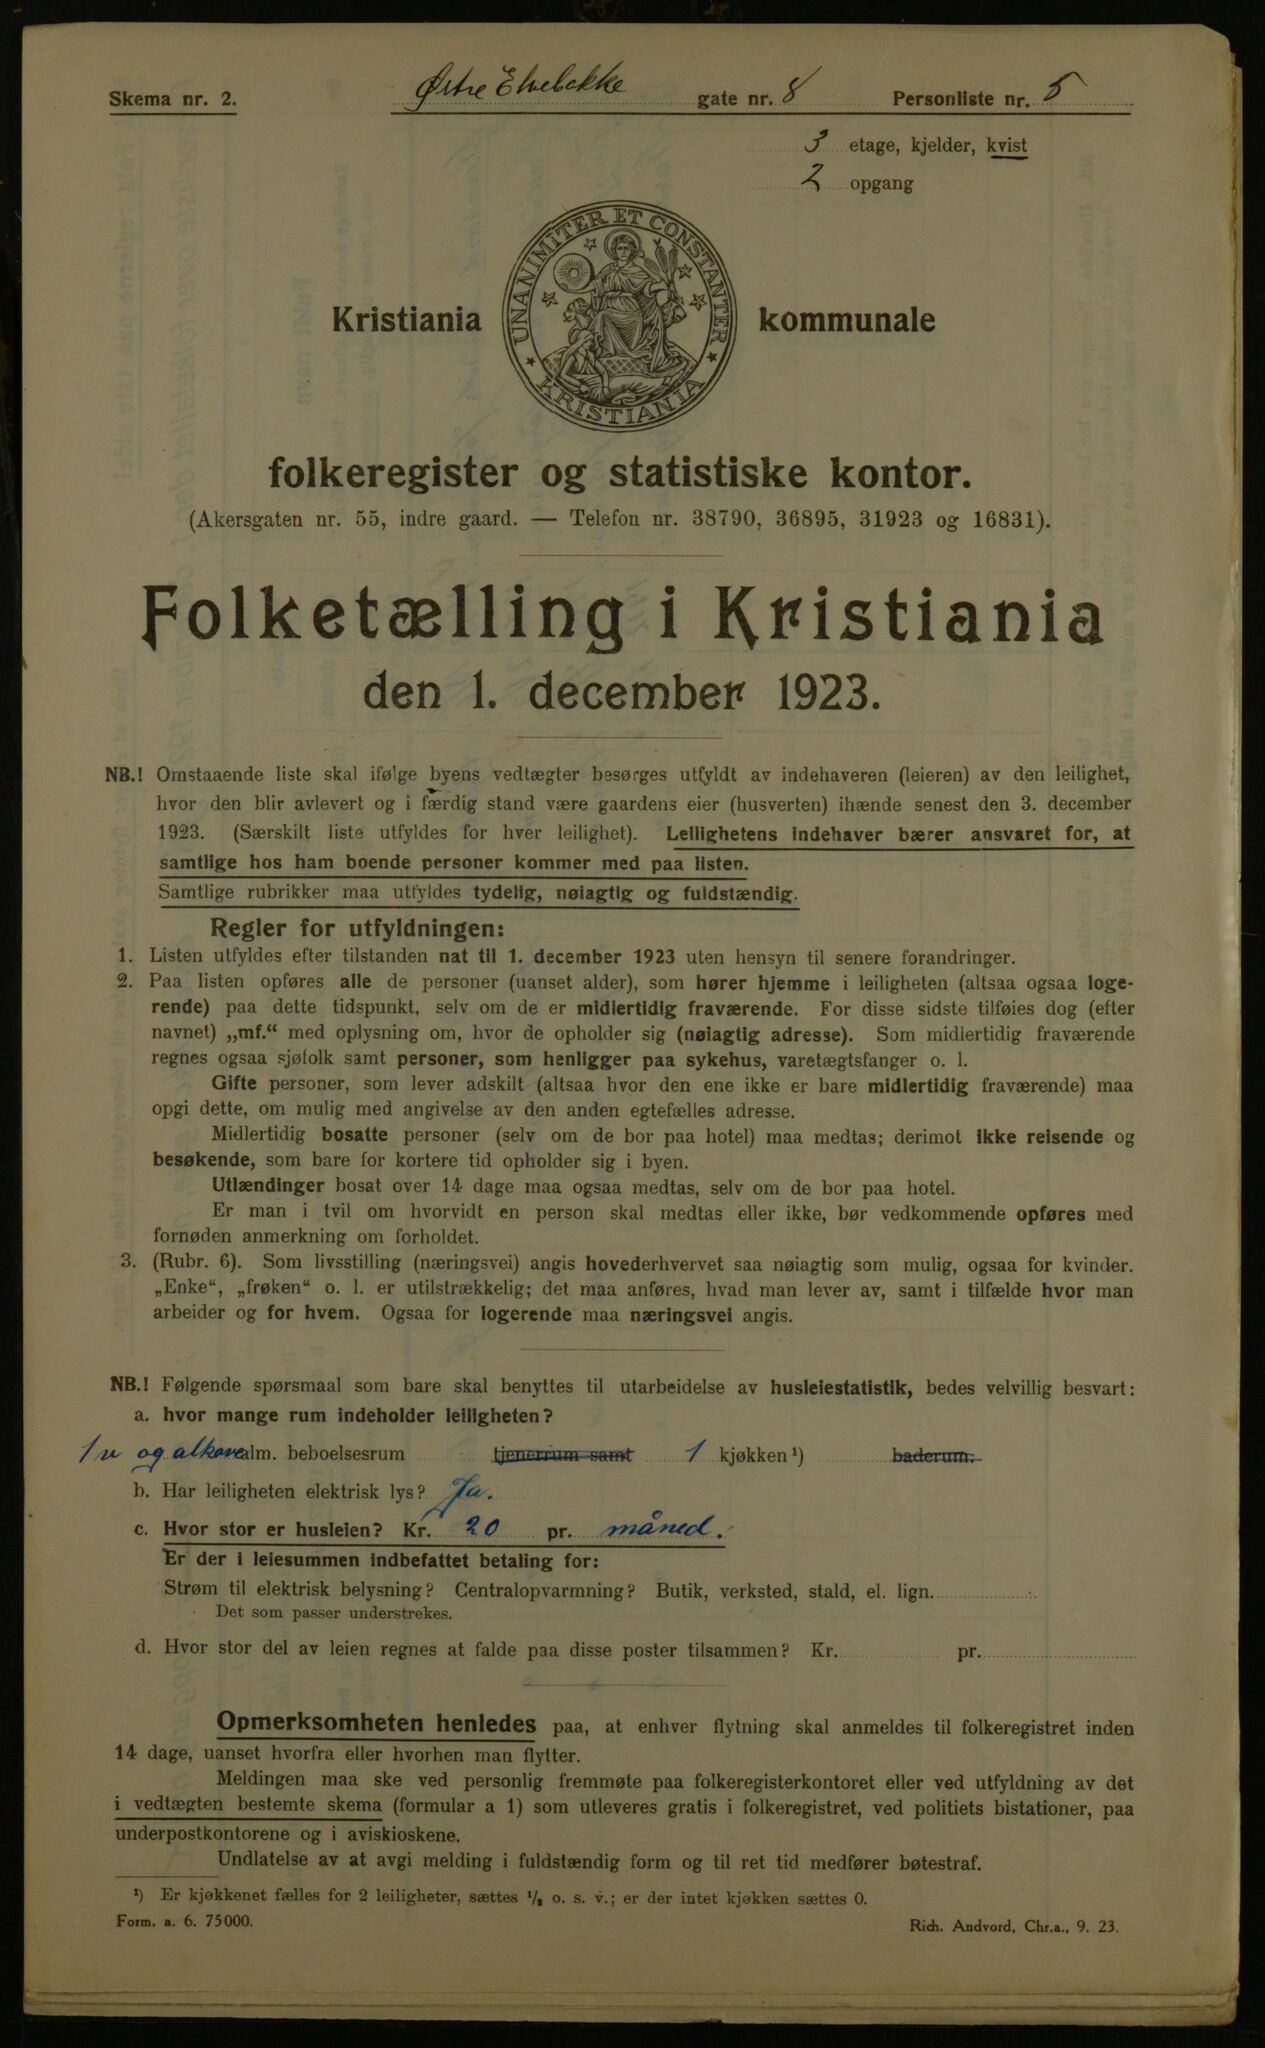 Skema nr. 2.
Østre Elvebakke gate nr. 8 Personliste nr. 5
3 etage, kjelder, kvist
2 opgang
UNANIMITER ET CONSTANTER
KRISTIANIA
Kristiania kommunale
folkeregister og statistiske kontor.
(Akersgaten nr. 55, indre gaard. — Telefon nr. 38790, 36895, 31923 og 16831).
Folketælling i Kristiania
den 1. december 1923.
NB.! Omstaaende liste skal ifølge byens vedtægter besørges utfyldt av indehaveren (leieren) av den leilighet,
hvor den blir avlevert og i færdig stand være gaardens eier (husverten) ihænde senest den 3. december
1923. (Særskilt liste utfyldes for hver leilighet). Leilighetens indehaver bærer ansvaret for, at
samtlige hos ham boende personer kommer med paa listen.
Samtlige rubrikker maa utfyldes tydelig, nøiagtig og fuldstændig.
Regler for utfyldningen:
1. Listen utfyldes efter tilstanden nat til 1. december 1923 uten hensyn til senere forandringer.
2. Paa listen opføres alle de personer (uanset alder), som hører hjemme i leiligheten (altsaa ogsaa loge-
rende) paa dette tidspunkt, selv om de er midlertidig fraværende. For disse sidste tilføies dog (efter
navnet) „mf.“ med oplysning om, hvor de opholder sig (nøiagtig adresse). Som midlertidig fraværende
regnes ogsaa sjøfolk samt personer, som henligger paa sykehus, varetægtsfanger o. l.
Gifte personer, som lever adskilt (altsaa hvor den ene ikke er bare midlertidig fraværende) maa
opgi dette, om mulig med angivelse av den anden egtefælles adresse.
Midlertidig bosatte personer (selv om de bor paa hotel) maa medtas; derimot ikke reisende og
besøkende, som bare for kortere tid opholder sig i byen.
Utlændinger bosat over 14 dage maa ogsaa medtas, selv om de bor paa hotel.
Er man i tvil om hvorvidt en person skal medtas eller ikke, bør vedkommende opføres med
fornøden anmerkning om forholdet.
3. (Rubr. 6). Som livsstilling (næringsvei) angis hovederhvervet saa nøiagtig som mulig, ogsaa for kvinder.
„Enke“, „frøken“ o. l. er utilstrækkelig; det maa anføres, hvad man lever av, samt i tilfælde hvor man
arbeider og for hvem. Ogsaa for logerende maa næringsvei angis.
NB.! Følgende spørsmaal som bare skal benyttes til utarbeidelse av husleiestatistik, bedes velvillig besvart:
a. hvor mange rum indeholder leiligheten?
1 v og alkove alm. beboelsesrum tjenerrum samt 1 kjøkken¹) baderum.
b. Har leiligheten elektrisk lys? Ja.
c. Hvor stor er husleien? Kr. 20 pr. måned.
Er der i leiesummen indbefattet betaling for:
Strøm til elektrisk belysning? Centralopvarmning? Butik, verksted, stald, el. lign.
Det som passer understrekes.
d. Hvor stor del av leien regnes at falde paa disse poster tilsammen? Kr. pr.
Opmerksomheten henledes paa, at enhver flytning skal anmeldes til folkeregistret inden
14 dage, uanset hvorfra eller hvorhen man flytter.
Meldingen maa ske ved personlig fremmøte paa folkeregisterkontoret eller ved utfyldning av det
i vedtægten bestemte skema (formular a 1) som utleveres gratis i folkeregistret, ved politiets bistationer, paa
underpostkontorene og i aviskioskene.
Undlatelse av at avgi melding i fuldstændig form og til ret tid medfører bøtestraf.
¹) Er kjøkkenet fælles for 2 leiligheter, sættes ½ o. s. v.; er der intet kjøkken sættes 0.
Form. a. 6. 75000.
Rich. Andvord, Chr.a., 9. 23.